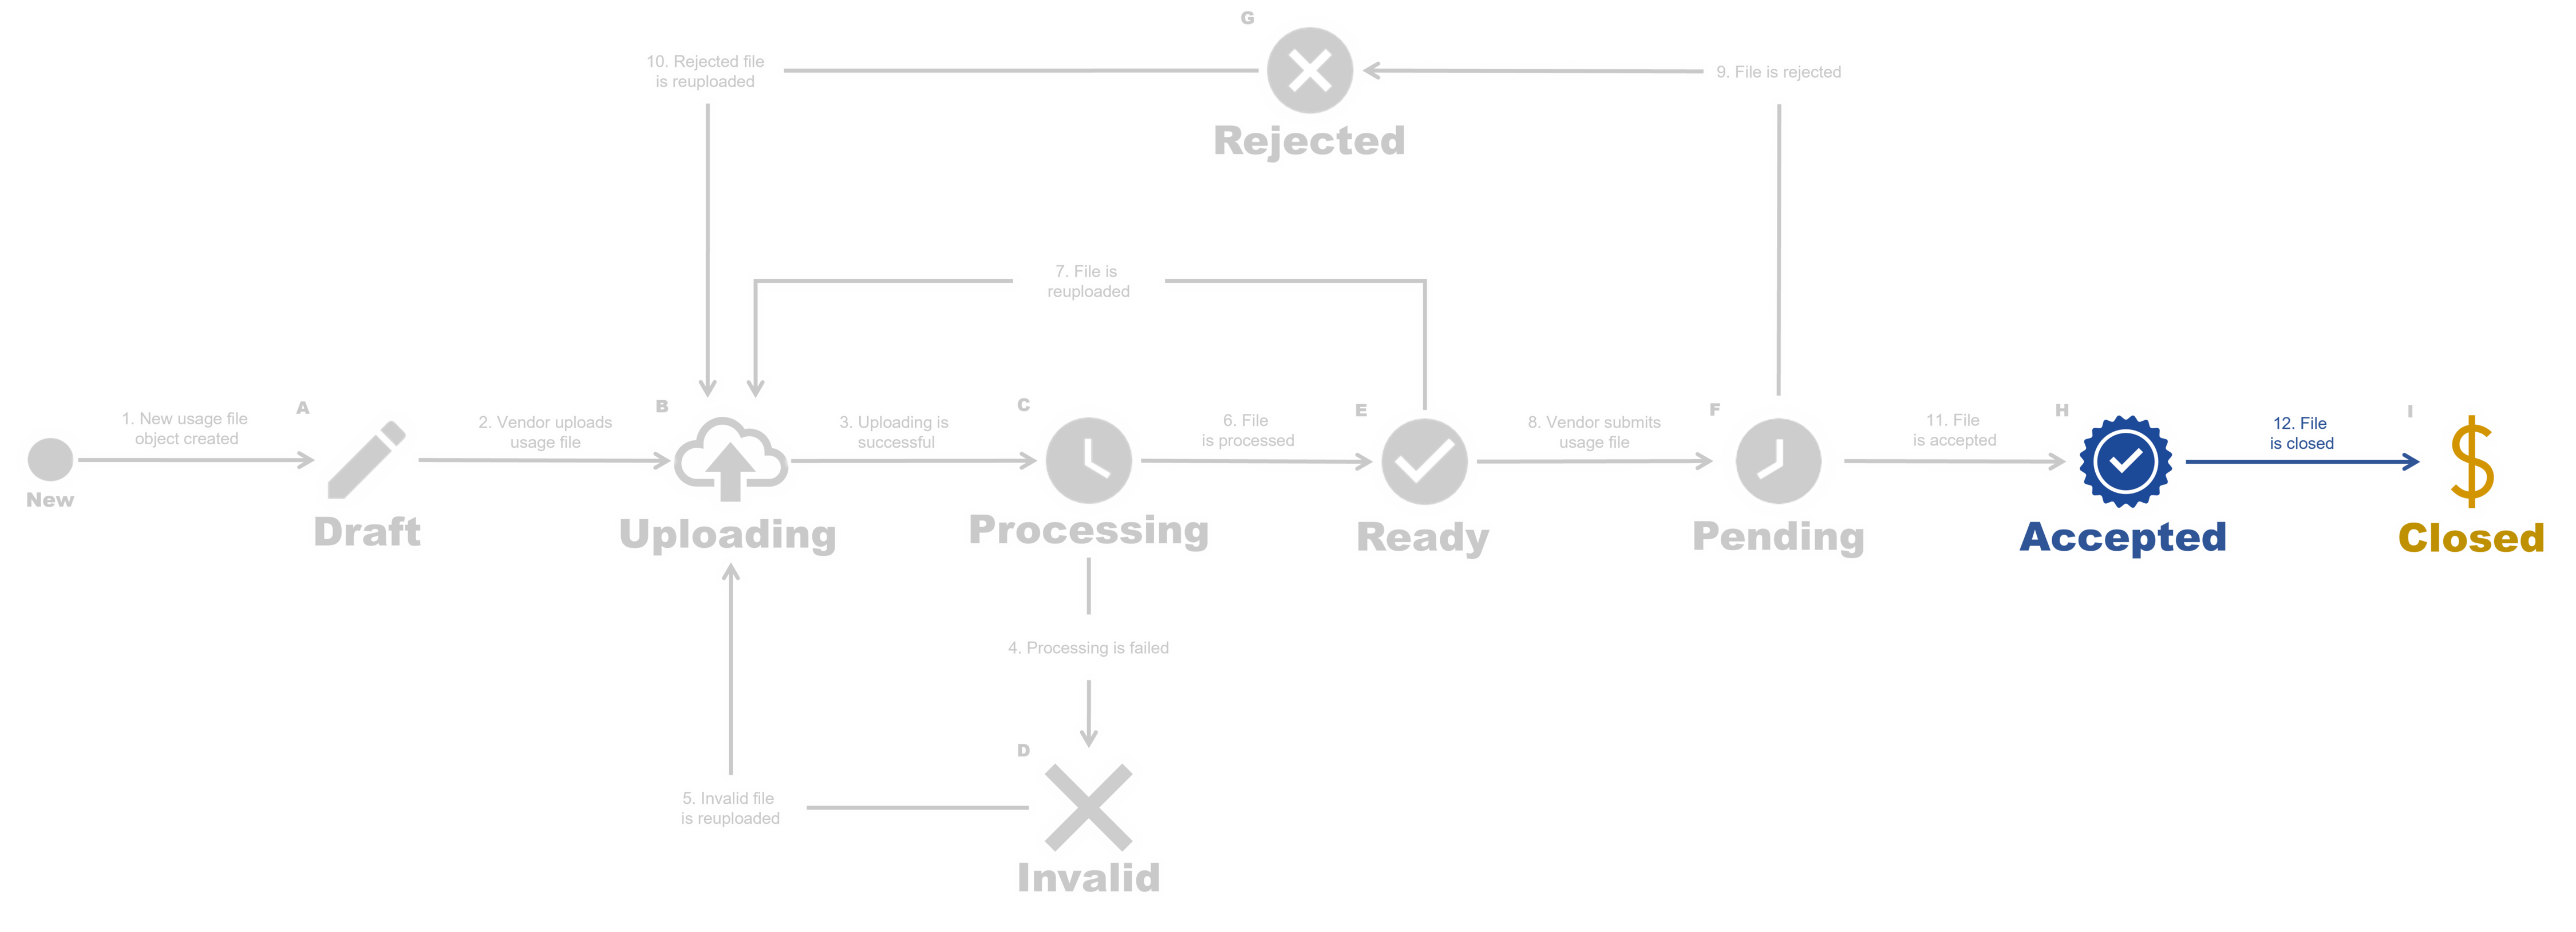 G
10. Rejected file
is reuploaded
9. File is rejected
Rejected
7. File is
reuploaded
1. New usage file
object created
A
2. Vendor uploads
usage file
B
3. Uploading is
successful
C
6. File
is processed
E
8. Vendor submits
usage file
F
11. File
is accepted
H
12. File
is closed
I
New
Draft
Uploading
Processing
Ready
Pending
Accepted
Closed
4. Processing is failed
D
5. Invalid file
is reuploaded
Invalid